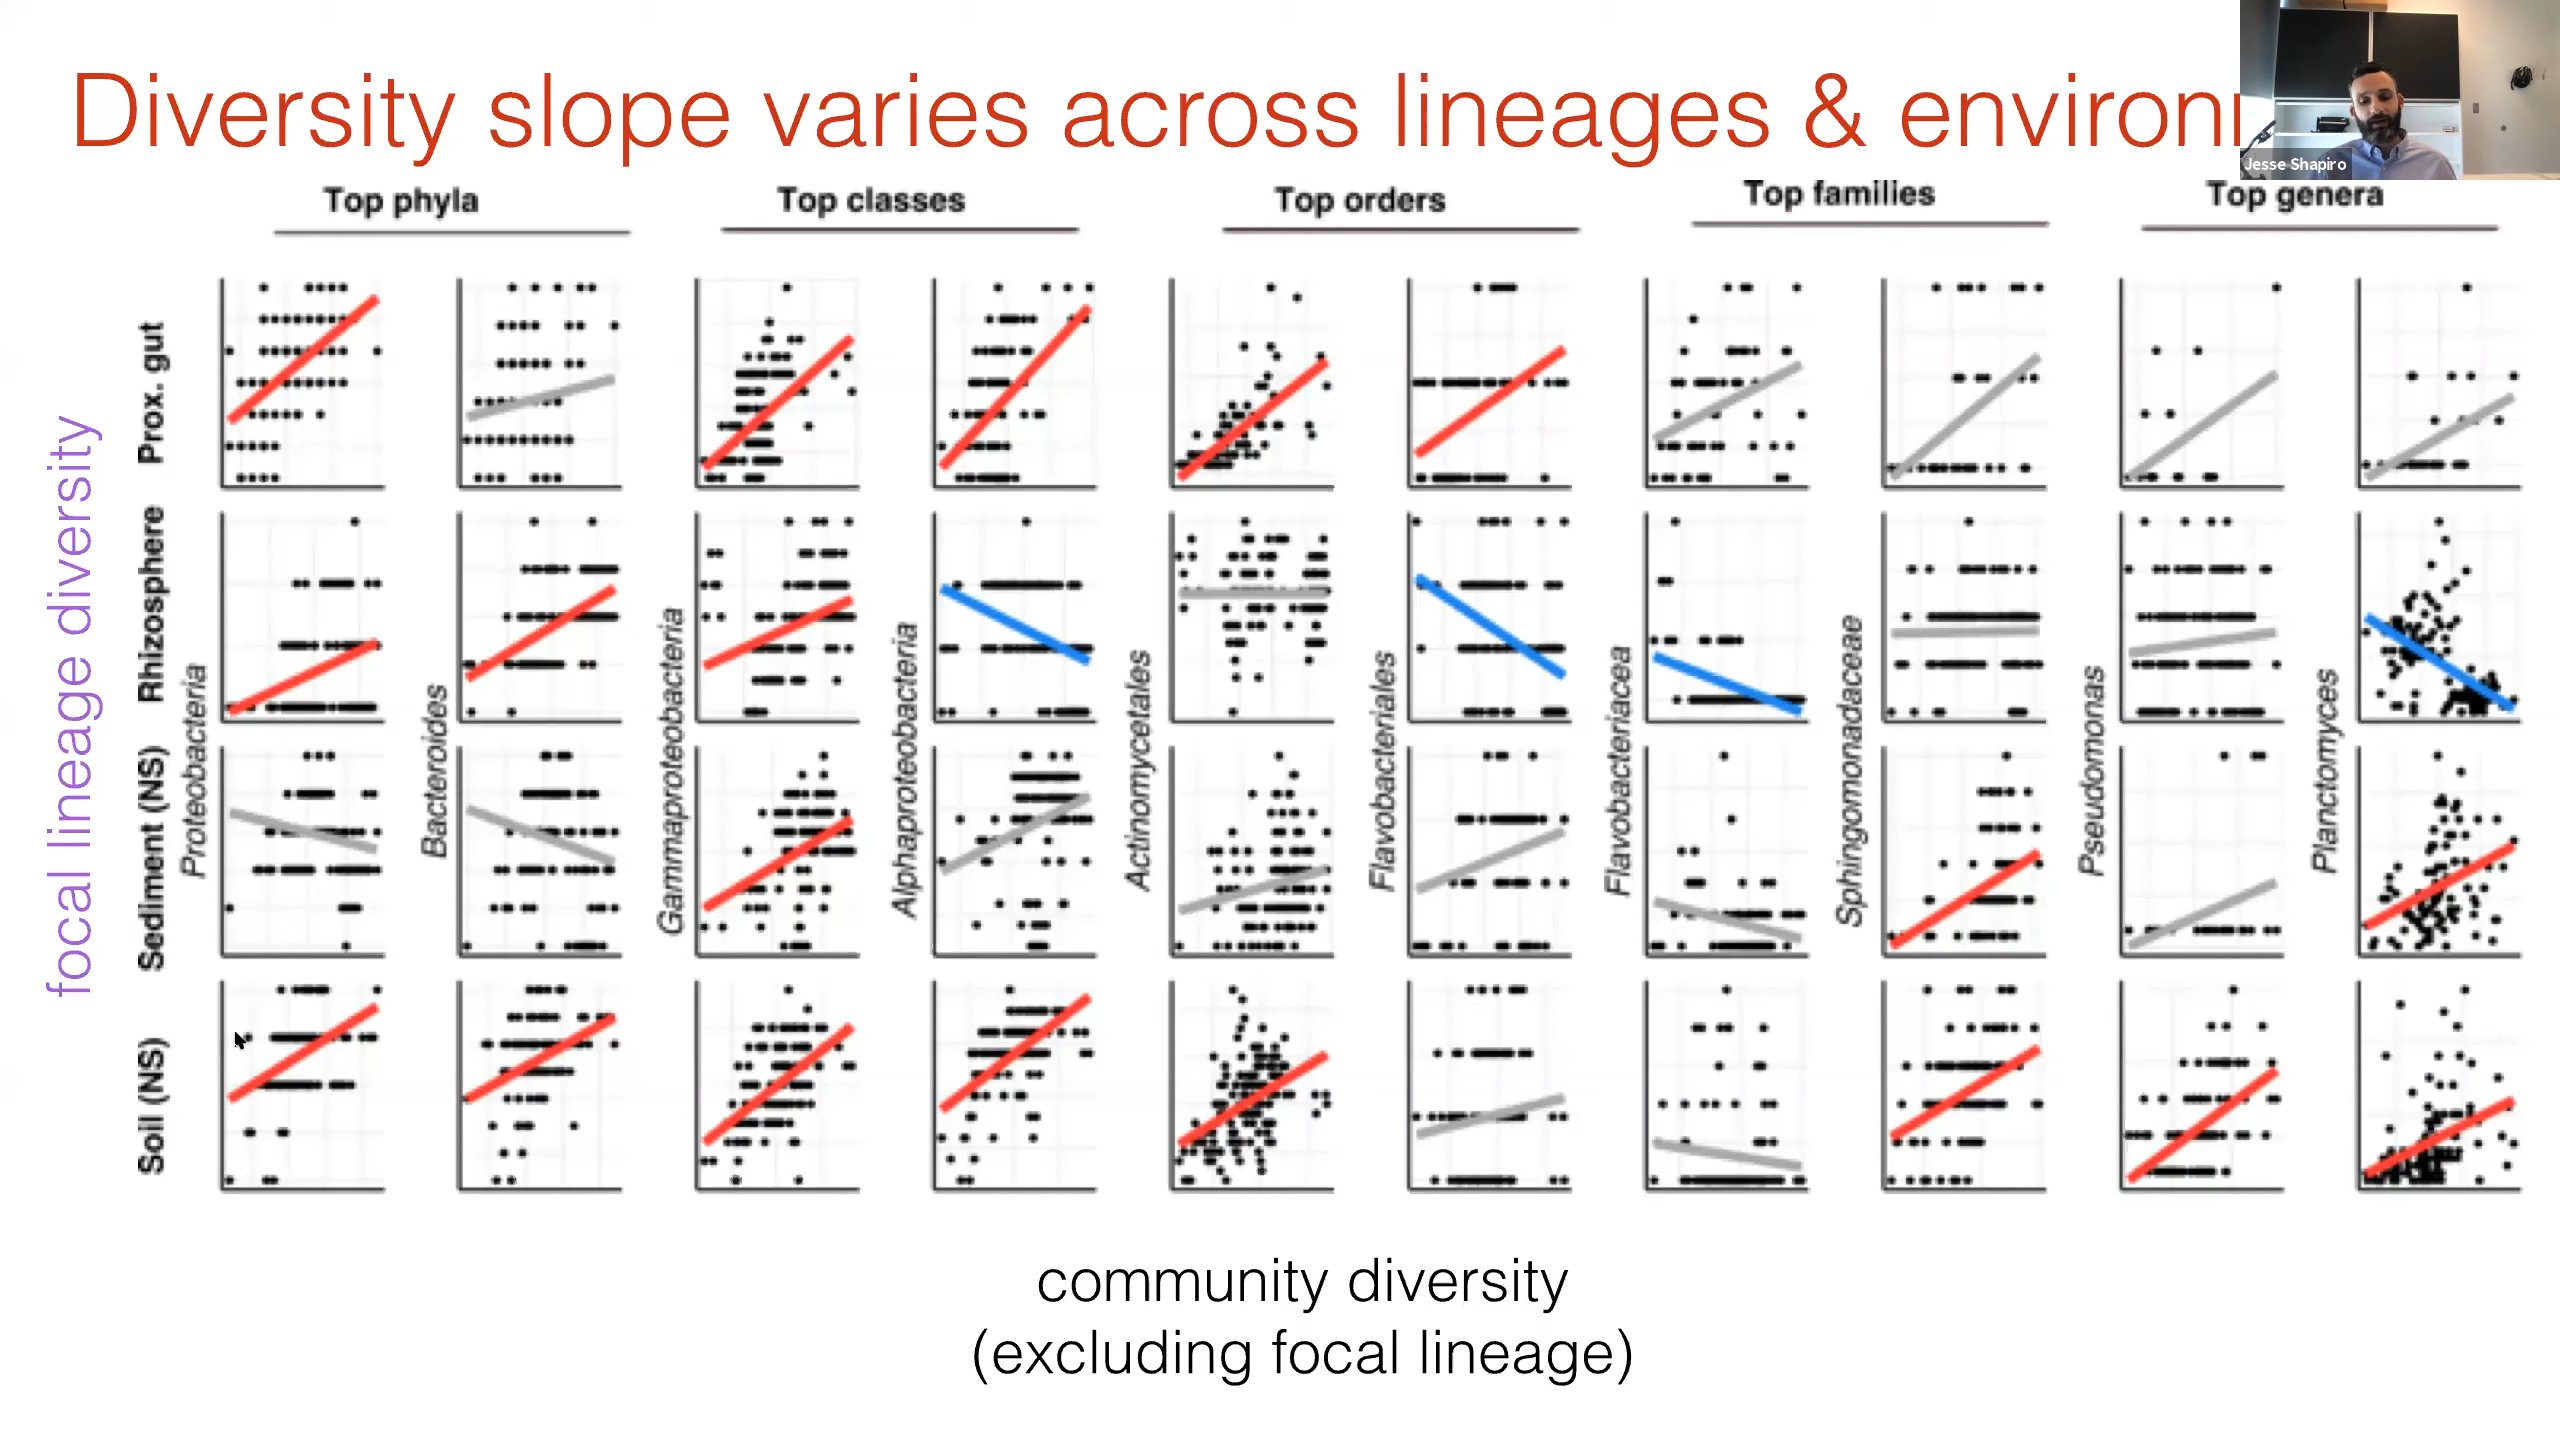 Diversity slope varies across lineages & environ
Jesse Shapiro
Top phyla
Top classes
Top orders
Top families
Top genera
focal lineage diversity
Prox. gut
Rhizosphere
Sediment (NS)
Soil (NS)
Proteobacteria
Bacteroides
Gammaproteobacteria
Alphaproteobacteria
Actinomycetales
Flavobacteriales
Flavobacteriacea
Sphingomonadaceae
Pseudomonas
Planctomyces
community diversity
(excluding focal lineage)